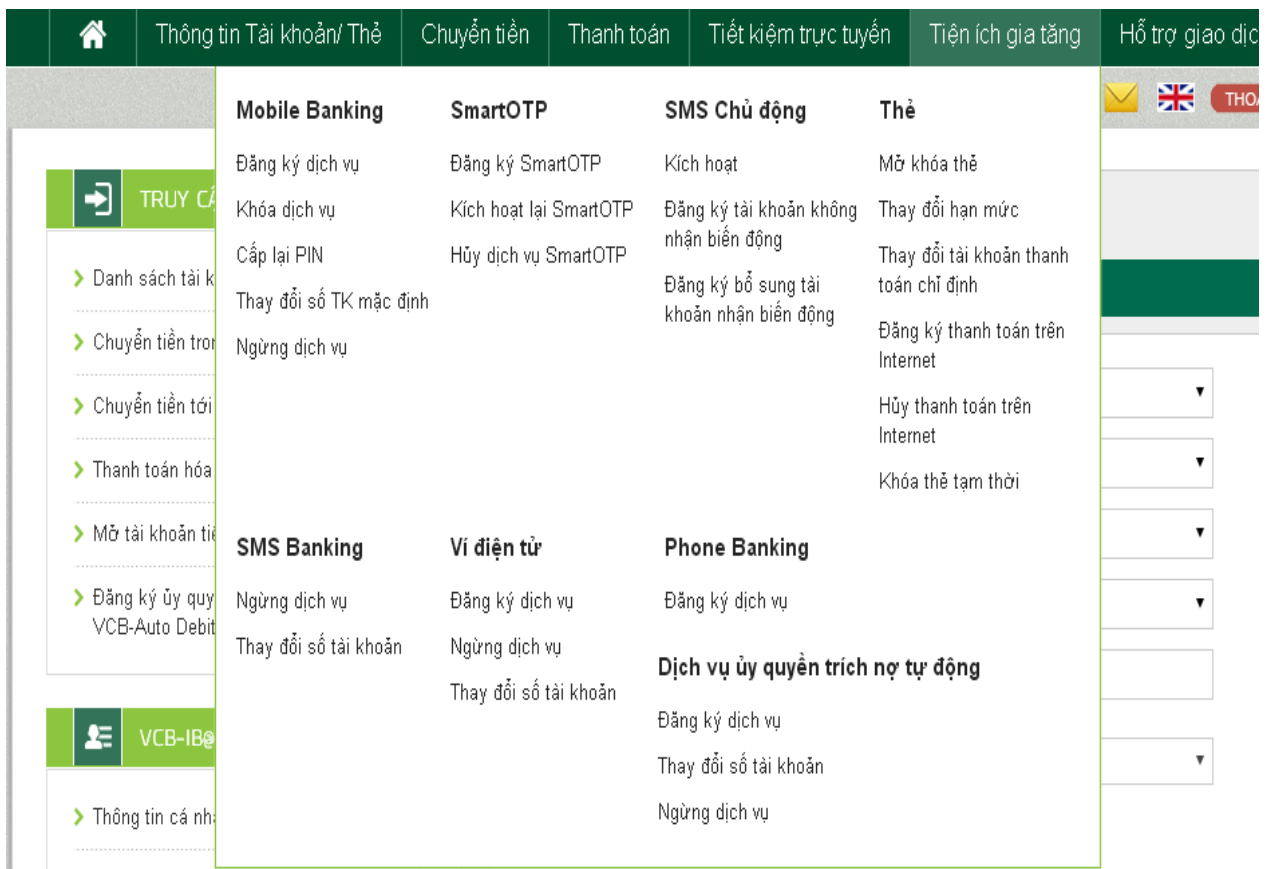 Thông tin Tài khoản/ Thẻ
Chuyển tiền
Thanh toán
Tiết kiệm trực tuyến
Tiện ích gia tăng
Hỗ trợ giao dịc
THO
TRUY CẬ
Danh sách tài k
Chuyển tiền tron
Chuyển tiền tới
Thanh toán hóa
Mở tài khoản tiế
Đăng ký ủy quy
VCB-Auto Debit
VCB-IB@
Thông tin cá nh
Mobile Banking
Đăng ký dịch vụ
Khóa dịch vụ
Cấp lại PIN
Thay đổi số TK mặc định
Ngừng dịch vụ
SmartOTP
Đăng ký SmartOTP
Kích hoạt lại SmartOTP
Hủy dịch vụ SmartOTP
SMS Chủ động
Kích hoạt
Đăng ký tài khoản không
nhận biến động
Đăng ký bổ sung tài
khoản nhận biến động
Thẻ
Mở khóa thẻ
Thay đổi hạn mức
Thay đổi tài khoản thanh
toán chỉ định
Đăng ký thanh toán trên
Internet
Hủy thanh toán trên
Internet
Khóa thẻ tạm thời
SMS Banking
Ngừng dịch vụ
Thay đổi số tài khoản
Ví điện tử
Đăng ký dịch vụ
Ngừng dịch vụ
Thay đổi số tài khoản
Phone Banking
Đăng ký dịch vụ
Dịch vụ ủy quyền trích nợ tự động
Đăng ký dịch vụ
Thay đổi số tài khoản
Ngừng dịch vụ